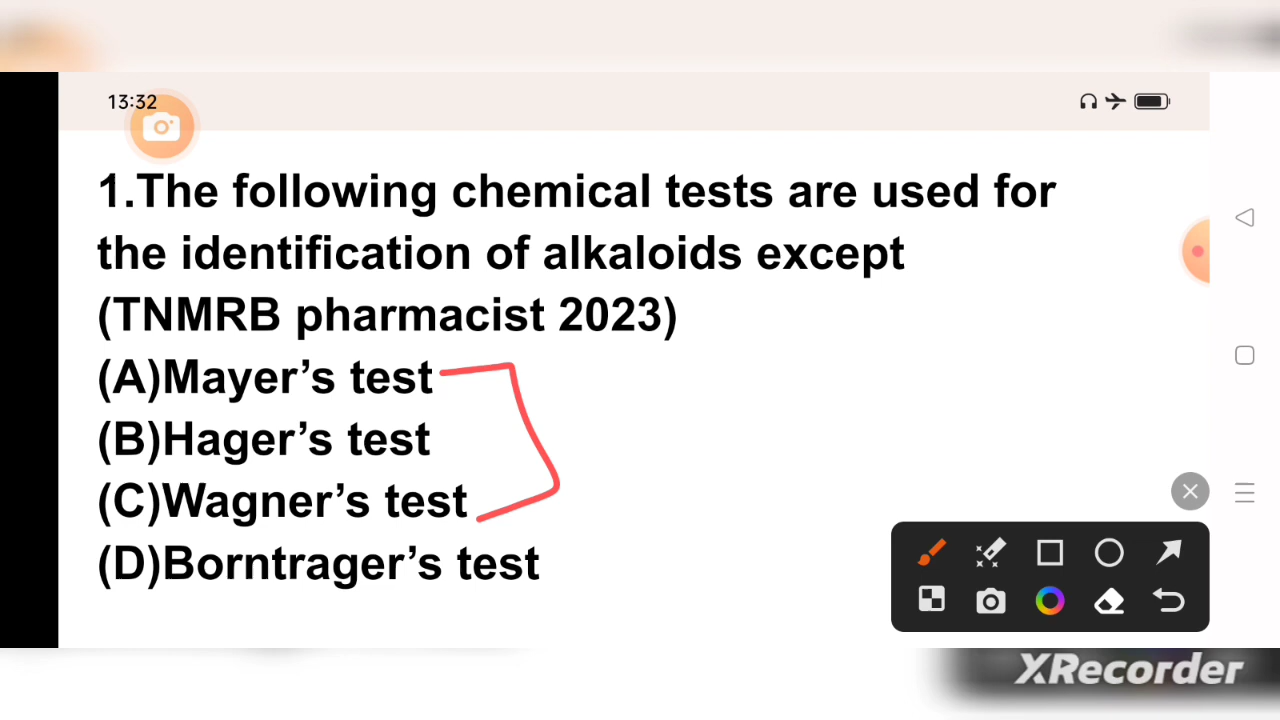 13:32
1.The following chemical tests are used for
the identification of alkaloids except
(TNMRB pharmacist 2023)
(A)Mayer’s test
(B)Hager’s test
(C)Wagner’s test
(D)Borntrager’s test
XRecorder